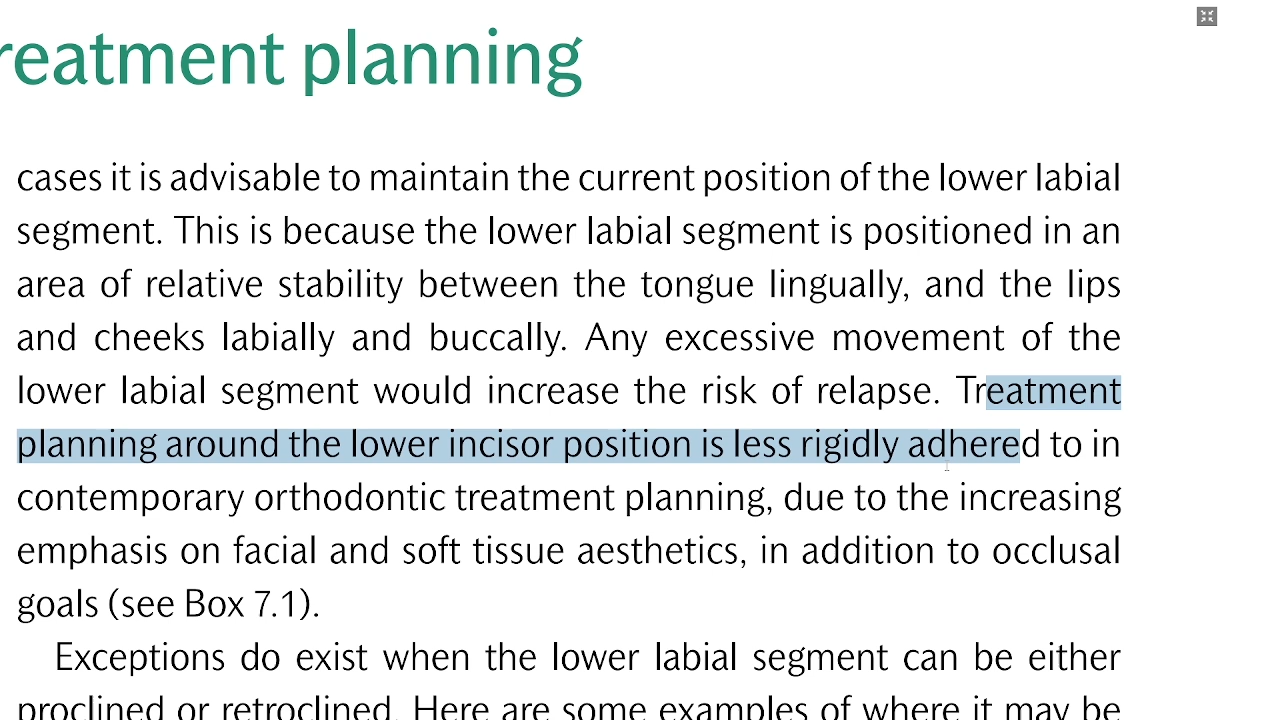 reatment planning
cases it is advisable to maintain the current position of the lower labial
segment. This is because the lower labial segment is positioned in an
area of relative stability between the tongue lingually, and the lips
and cheeks labially and buccally. Any excessive movement of the
lower labial segment would increase the risk of relapse. Treatment
planning around the lower incisor position is less rigidly adhered to in
contemporary orthodontic treatment planning, due to the increasing
emphasis on facial and soft tissue aesthetics, in addition to occlusal
goals (see Box 7.1).
Exceptions do exist when the lower labial segment can be either
proclined or retroclined. Here are some examples of where it may be